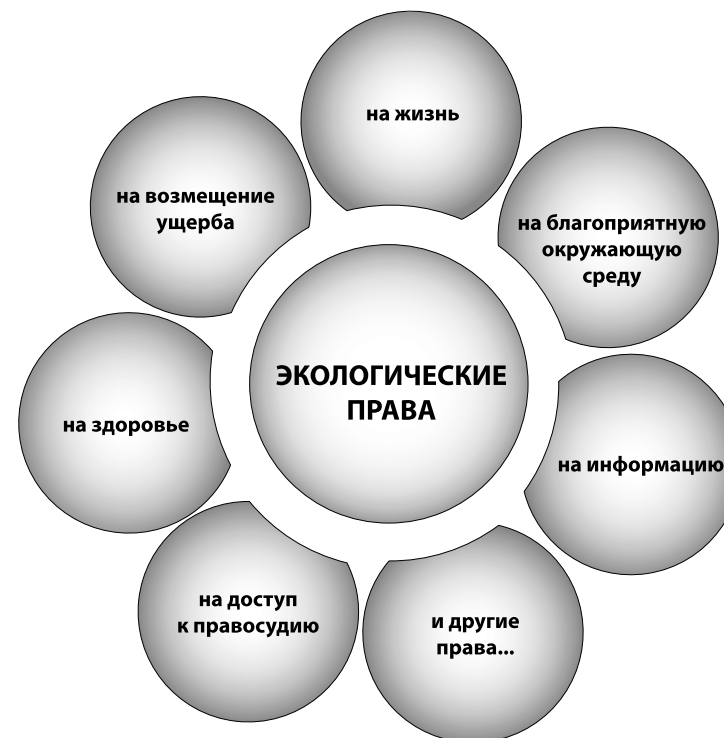 на жизнь
на возмещение
ущерба
на благоприятную
окружающую
среду
ЭКОЛОГИЧЕСКИЕ
ПРАВА
на здоровье
на информацию
на доступ
к правосудию
и другие
права...